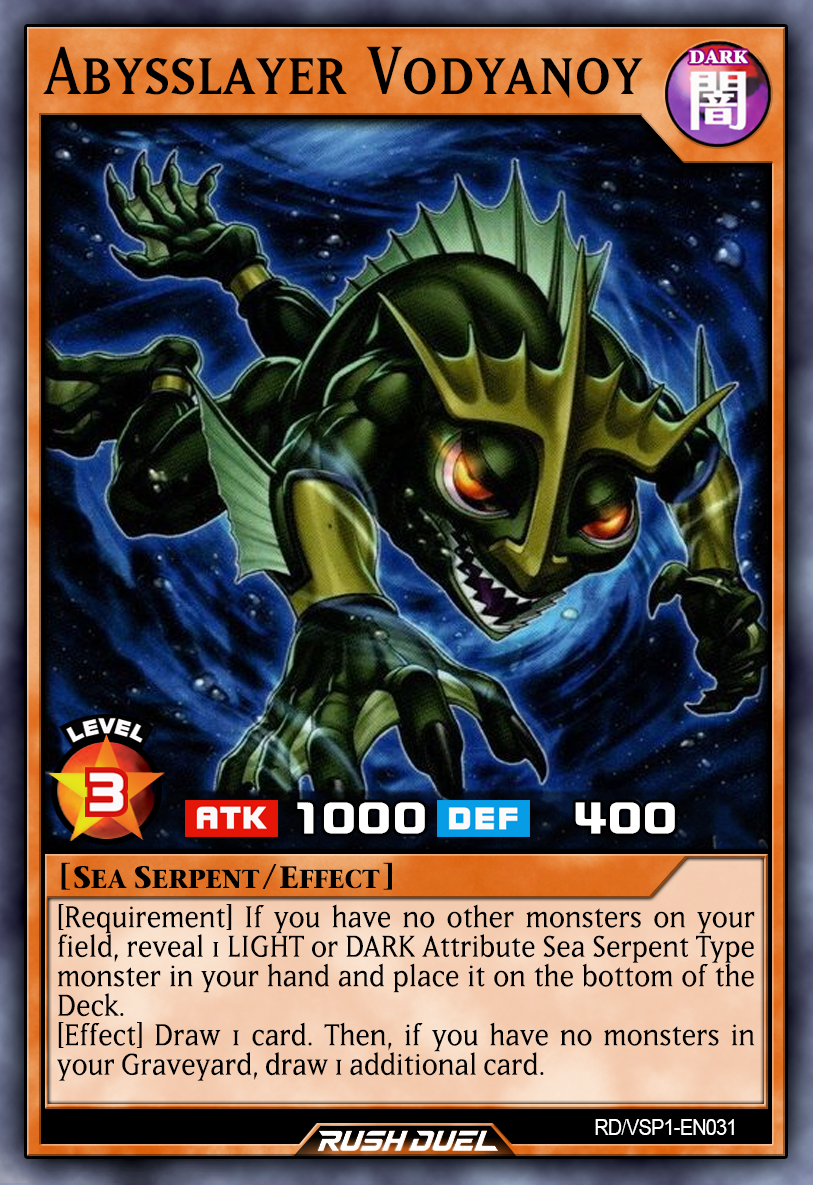 Abysslayer Vodyanoy
DARK
闇
LEVEL
3
ATK 1000 DEF 400
[Sea Serpent/Effect]
[Requirement] If you have no other monsters on your
field, reveal 1 LIGHT or DARK Attribute Sea Serpent Type
monster in your hand and place it on the bottom of the
Deck.
[Effect] Draw 1 card. Then, if you have no monsters in
your Graveyard, draw 1 additional card.
RD/VSP1-EN031
RUSH DUEL